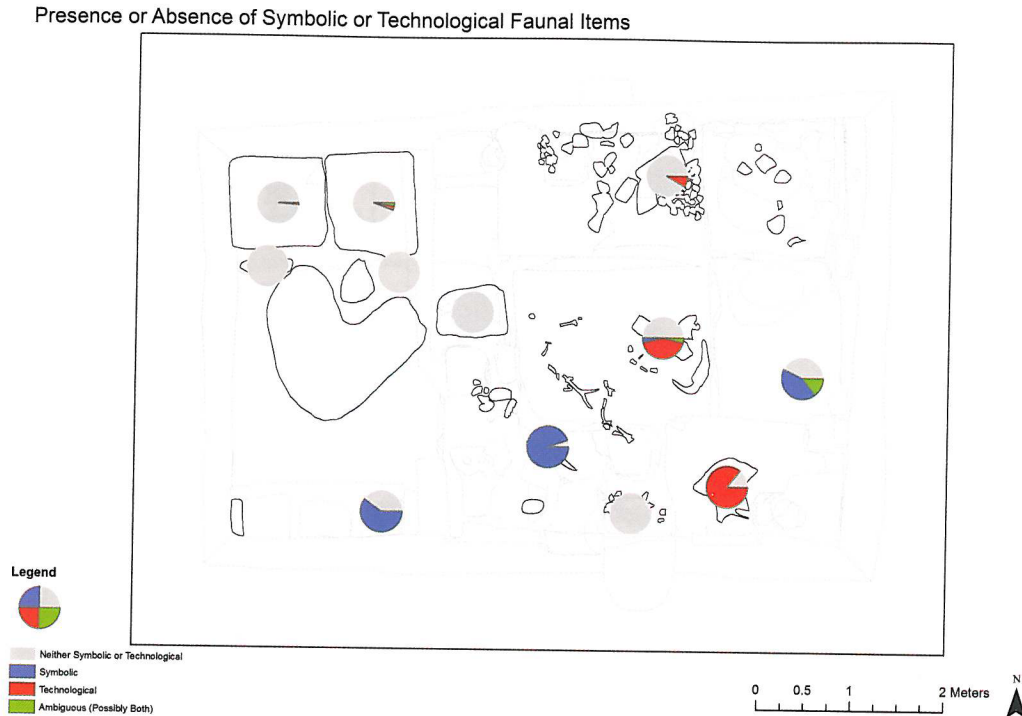 Presence or Absence of Symbolic or Technological Faunal Items
Legend
Neither Symbolic or Technological
Symbolic
Technological
Ambiguous (Possibly Both)
0 0.5 1 2 Meters
N